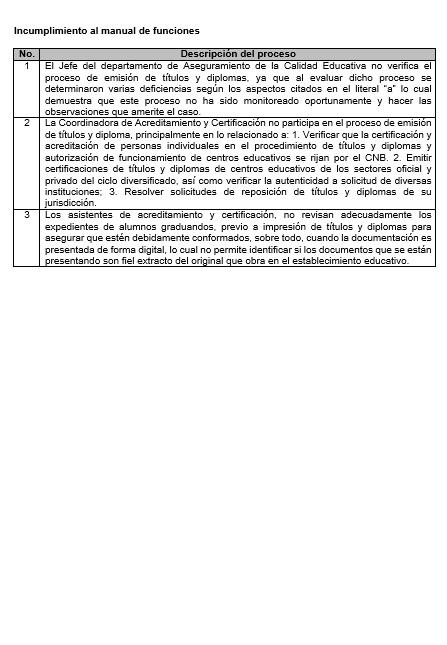 Incumplimiento al manual de funciones
No. Descripción del proceso
1 El Jefe del departamento de Aseguramiento de la Calidad Educativa no verifica el
proceso de emisión de títulos y diplomas, ya que al evaluar dicho proceso se
determinaron varias deficiencias según los aspectos citados en el literal "a" lo cual
demuestra que este proceso no ha sido monitoreado oportunamente y hacer las
observaciones que amerite el caso.
2 La Coordinadora de Acreditamiento y Certificación no participa en el proceso de emisión
de títulos y diploma, principalmente en lo relacionado a: 1. Verificar que la certificación y
acreditación de personas individuales en el procedimiento de títulos y diplomas y
autorización de funcionamiento de centros educativos se rijan por el CNB. 2. Emitir
certificaciones de títulos y diplomas de centros educativos de los sectores oficial y
privado del ciclo diversificado, así como verificar la autenticidad a solicitud de diversas
instituciones; 3. Resolver solicitudes de reposición de títulos y diplomas de su
jurisdicción.
3 Los asistentes de acreditamiento y certificación, no revisan adecuadamente los
expedientes de alumnos graduandos, previo a impresión de títulos y diplomas para
asegurar que estén debidamente conformados, sobre todo, cuando la documentación es
presentada de forma digital, lo cual no permite identificar si los documentos que se están
presentando son fiel extracto del original que obra en el establecimiento educativo.